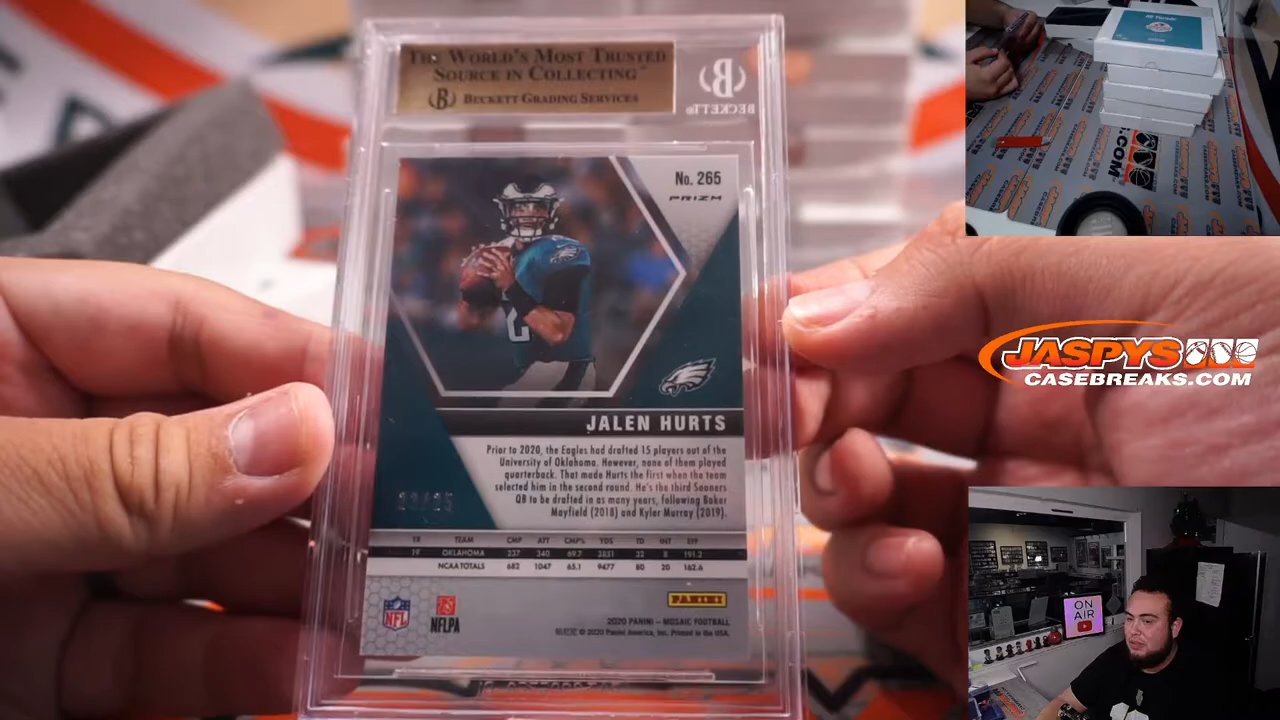 THE WORLD'S MOST TRUSTED
SOURCE IN COLLECTING™
BECKETT GRADING SERVICES
No. 265
PRIZM
JALEN HURTS
Prior to 2020, the Eagles had drafted 15 players out of the
University of Oklahoma. However, none of them played
quarterback. That made Hurts the first when the team
selected him in the second round. He's the third Sooners
QB to be drafted in as many years, following Baker
Mayfield (2018) and Kyler Murray (2019).
YR TEAM CMP ATT CMP% YDS TD INT EFF
19 OKLAHOMA 237 340 69.7 3851 32 8 191.2
NCAA TOTALS 682 1047 65.1 9477 80 20 162.6
PANINI
NFL
NFLPA
2020 PANINI – MOSAIC FOOTBALL
© 2020 Panini America, Inc. Printed in the USA.
JASPYS
CASEBREAKS.COM
.COM
ON
AIR